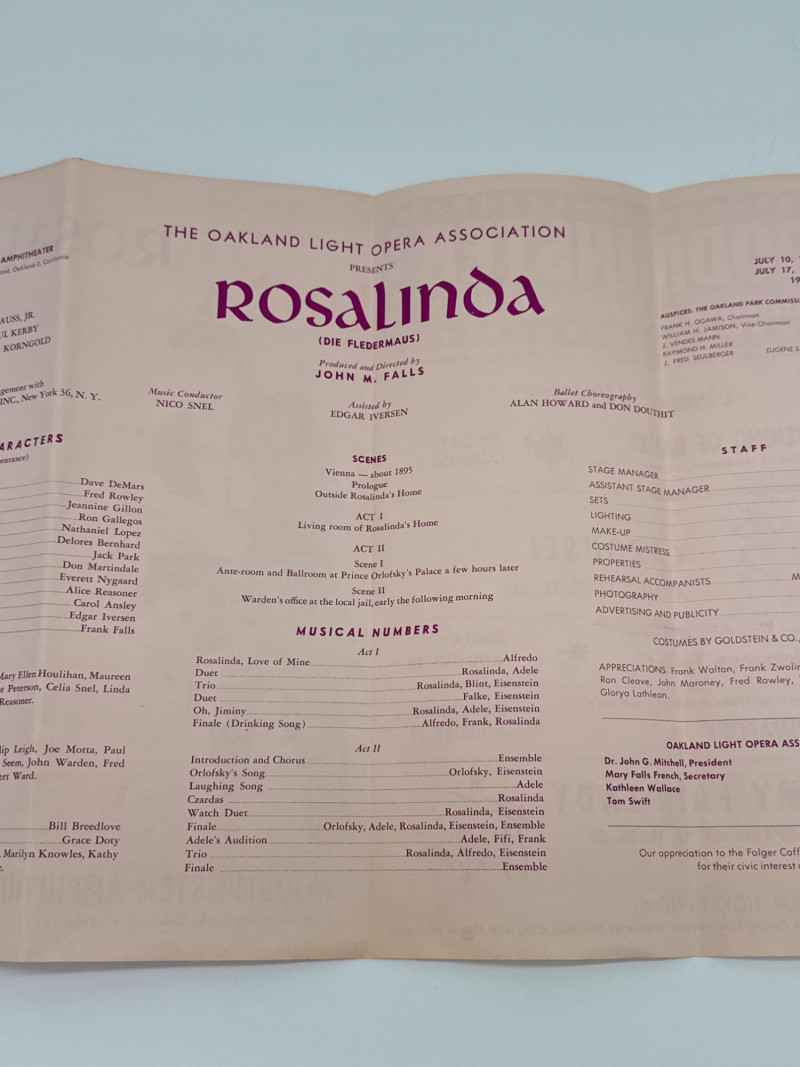 AMPHITHEATER
Oakland 2, California
AUSS, JR.
UL KERBY
KORNGOLD
gement with
INC., New York 36, N. Y.
ARACTERS
earance)
Dave DeMars
Fred Rowley
Jeannine Gillon
Ron Gallegos
Nathaniel Lopez
Delores Bernhard
Jack Park
Don Martindale
Everett Nygaard
Alice Reasoner
Carol Ansley
Edgar Iversen
Frank Falls
Mary Ellen Houlihan, Maureen
e Peterson, Celia Snel, Linda
Reasoner.
lip Leigh, Joe Motta, Paul
Seem, John Warden, Fred
ert Ward.
Bill Breedlove
Grace Doty
Marilyn Knowles, Kathy
THE OAKLAND LIGHT OPERA ASSOCIATION
PRESENTS
ROSALINDA
(DIE FLEDERMAUS)
Produced and Directed by
JOHN M. FALLS
Music Conductor
NICO SNEL
Assisted by
EDGAR IVERSEN
Ballet Choreography
ALAN HOWARD and DON DOUTHIT
SCENES
Vienna — about 1895
Prologue
Outside Rosalinda's Home
ACT I
Living room of Rosalinda's Home
ACT II
Scene I
Ante-room and Ballroom at Prince Orlofsky's Palace a few hours later
Scene II
Warden's office at the local jail, early the following morning
MUSICAL NUMBERS
Act I
Rosalinda, Love of Mine Alfredo
Duet Rosalinda, Adele
Trio Rosalinda, Blint, Eisenstein
Duet Falke, Eisenstein
Oh, Jiminy Rosalinda, Adele, Eisenstein
Finale (Drinking Song) Alfredo, Frank, Rosalinda
Act II
Introduction and Chorus Ensemble
Orlofsky's Song Orlofsky, Eisenstein
Laughing Song Adele
Czardas Rosalinda
Watch Duet Rosalinda, Eisenstein
Finale Orlofsky, Adele, Rosalinda, Eisenstein, Ensemble
Adele's Audition Adele, Fifi, Frank
Trio Rosalinda, Alfredo, Eisenstein
Finale Ensemble
JULY 10,
JULY 17,
19
AUSPICES: THE OAKLAND PARK COMMISS
FRANK H. OGAWA, Chairman
WILLIAM H. JAMISON, Vice-Chairman
J. VENDES MANN
RAYMOND H. MILLER
J. FRED SEULBERGER EUGENE S.
STAFF
STAGE MANAGER
ASSISTANT STAGE MANAGER
SETS
LIGHTING
MAKE-UP
COSTUME MISTRESS
PROPERTIES
REHEARSAL ACCOMPANISTS M
PHOTOGRAPHY
ADVERTISING AND PUBLICITY
COSTUMES BY GOLDSTEIN & CO.,
APPRECIATIONS: Frank Walton, Frank Zwolin
Ron Cleave, John Maroney, Fred Rowley,
Glorya Lathlean.
OAKLAND LIGHT OPERA ASS
Dr. John G. Mitchell, President
Mary Falls French, Secretary
Kathleen Wallace
Tom Swift
Our appreciation to the Folger Coff
for their civic interest